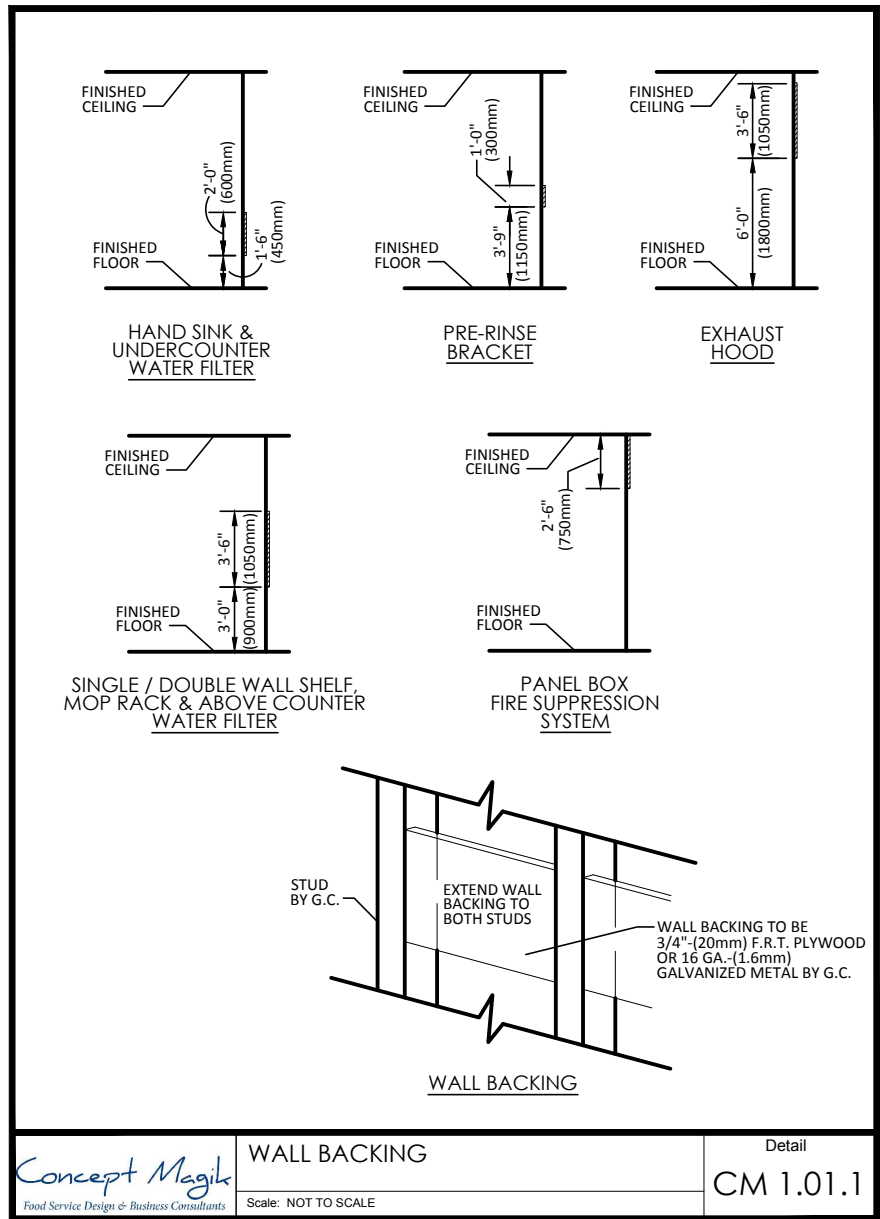 FINISHED
CEILING
2'-0"
(600mm)
1'-6"
(450mm)
FINISHED
FLOOR
HAND SINK &
UNDERCOUNTER
WATER FILTER
FINISHED
CEILING
1'-0"
(300mm)
3'-9"
(1150mm)
FINISHED
FLOOR
PRE-RINSE
BRACKET
FINISHED
CEILING
3'-6"
(1050mm)
6'-0"
(1800mm)
FINISHED
FLOOR
EXHAUST
HOOD
FINISHED
CEILING
3'-6"
(1050mm)
3'-0"
(900mm)
FINISHED
FLOOR
SINGLE / DOUBLE WALL SHELF,
MOP RACK & ABOVE COUNTER
WATER FILTER
FINISHED
CEILING
2'-6"
(750mm)
FINISHED
FLOOR
PANEL BOX
FIRE SUPPRESSION
SYSTEM
STUD
BY G.C.
EXTEND WALL
BACKING TO
BOTH STUDS
WALL BACKING TO BE
3/4"-(20mm) F.R.T. PLYWOOD
OR 16 GA.-(1.6mm)
GALVANIZED METAL BY G.C.
WALL BACKING
Concept Magik
Food Service Design & Business Consultants
WALL BACKING
Scale: NOT TO SCALE
Detail
CM 1.01.1